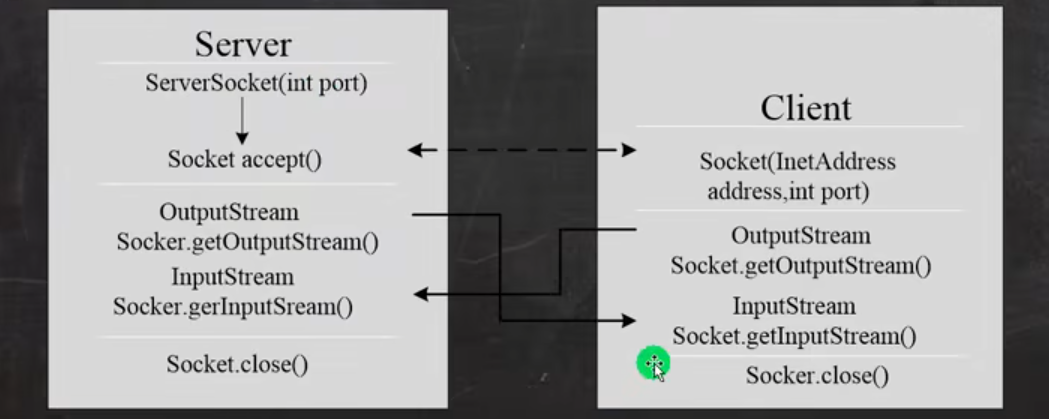 Server
ServerSocket(int port)
Socket accept()
OutputStream
Socker.getOutputStream()
InputStream
Socker.gerInputSream()
Socket.close()
Client
Socket(InetAddress
address,int port)
OutputStream
Socket.getOutputStream()
InputStream
Socket.getInputStream()
Socker.close()